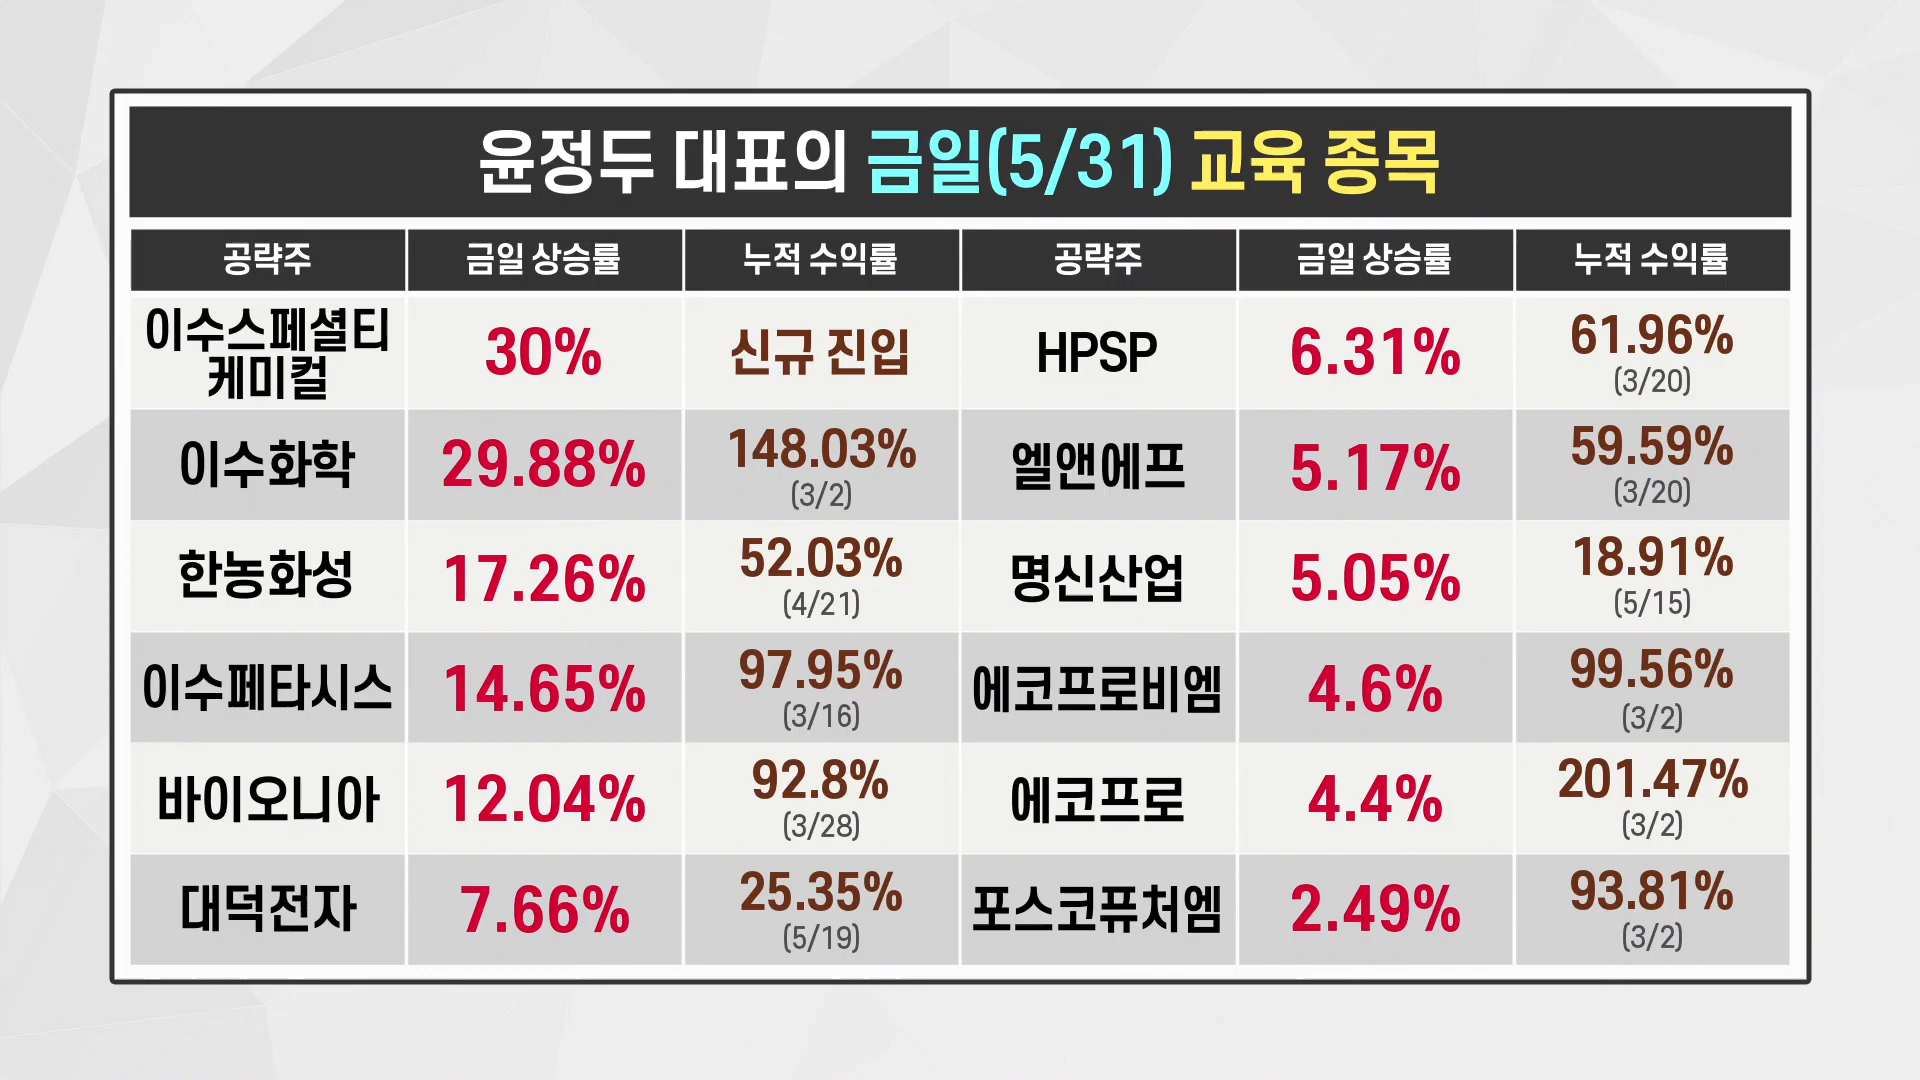 윤정두 대표의 금일(5/31) 교육 종목
공략주 금일 상승률 누적 수익률 공략주 금일 상승률 누적 수익률
이수스페셜티
케미컬 30% 신규 진입 HPSP 6.31% 61.96%
(3/20)
이수화학 29.88% 148.03% 엘앤에프 5.17% 59.59%
(3/2) (3/20)
한농화성 17.26% 52.03% 명신산업 5.05% 18.91%
(4/21) (5/15)
이수페타시스 14.65% 97.95% 에코프로비엠 4.6% 99.56%
(3/16) (3/2)
바이오니아 12.04% 92.8% 에코프로 4.4% 201.47%
(3/28) (3/2)
대덕전자 7.66% 25.35% 포스코퓨처엠 2.49% 93.81%
(5/19) (3/2)